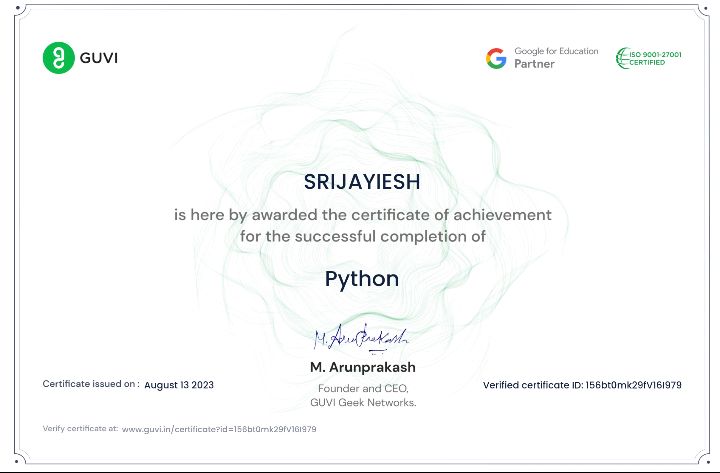 GUVI
Google for Education
Partner
ISO 9001-27001
CERTIFIED
SRIJAYIESH
is here by awarded the certificate of achievement
for the successful completion of
Python
M. Arunprakash
M. Arunprakash
Founder and CEO,
GUVI Geek Networks.
Certificate issued on : August 13 2023
Verified certificate ID: 156bt0mk29fV16I979
Verify certificate at: www.guvi.in/certificate?id=156bt0mk29fV16I979